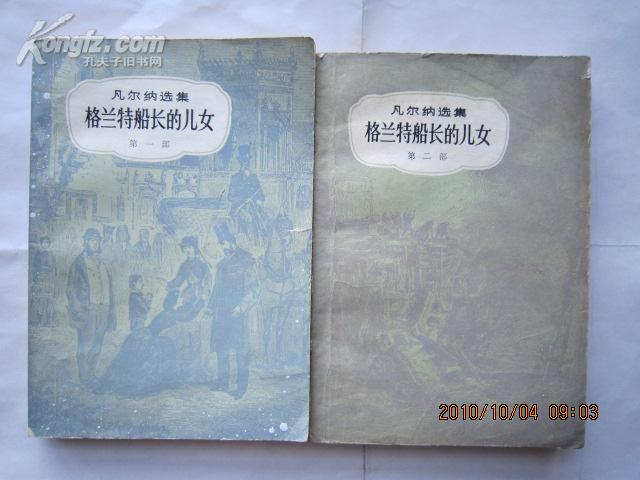 Kongfz.com
孔夫子旧书网
凡尔纳选集
格兰特船长的儿女
第一部
凡尔纳选集
格兰特船长的儿女
第二部
2010/10/04 09:03